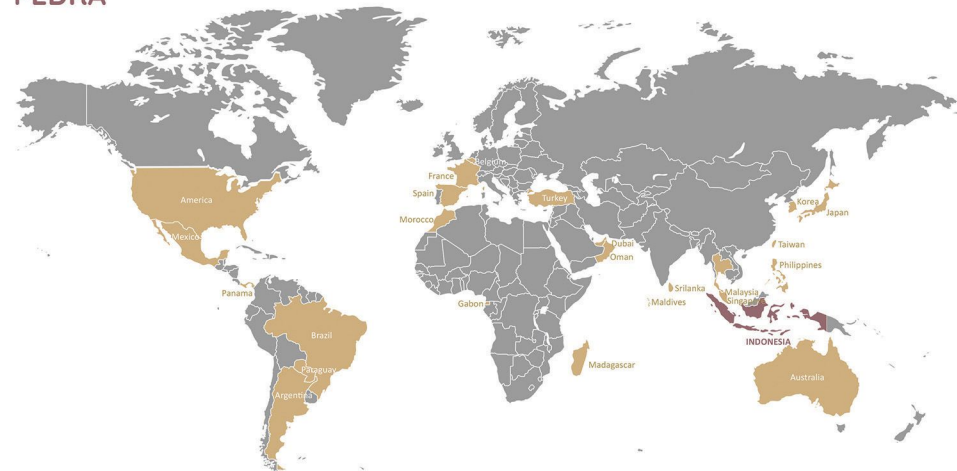 PEDRA
America
Mexico
Panama
Brazil
Paraguay
Argentina
Belgium
France
Spain
Turkey
Morocco
Gabon
Madagascar
Dubai
Oman
Srilanka
Maldives
Korea
Japan
Taiwan
Philippines
Malaysia
Singapore
INDONESIA
Australia